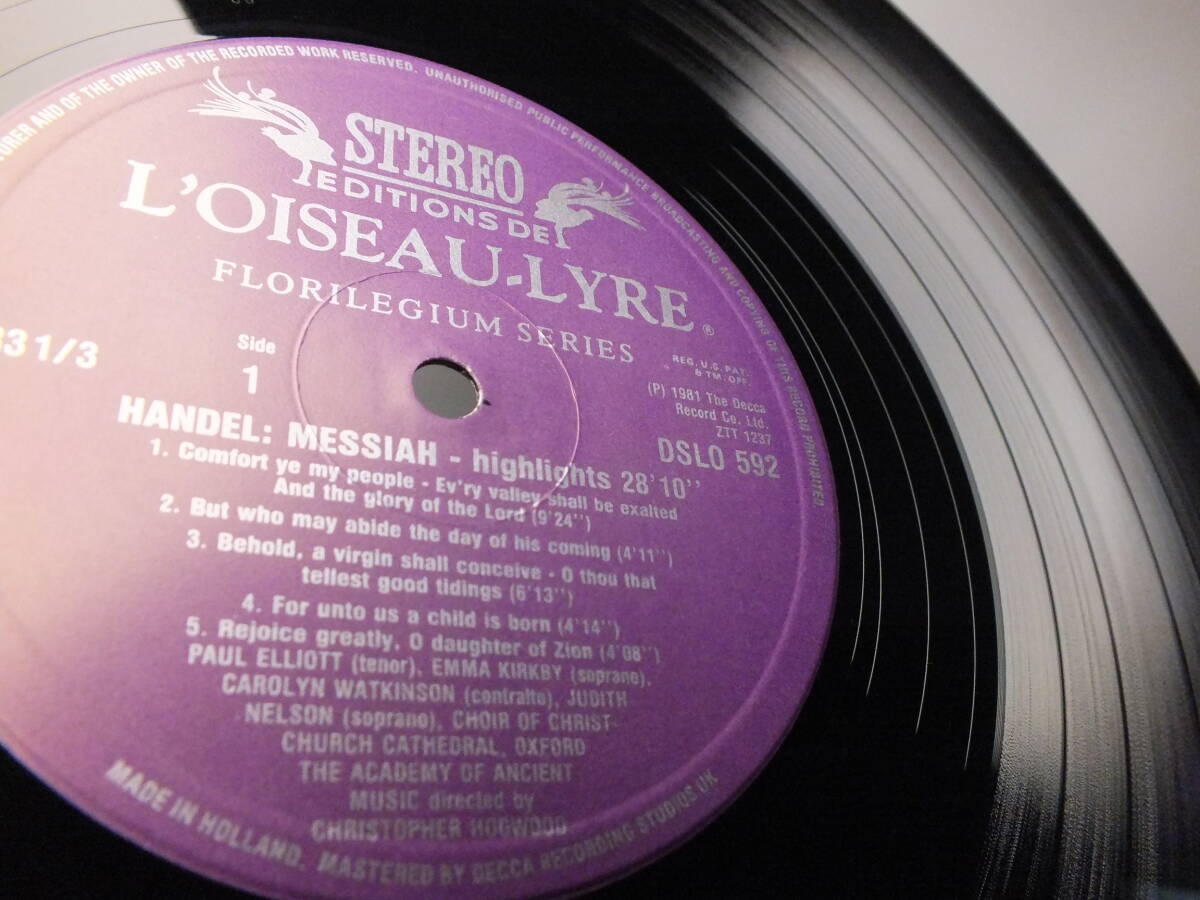 TURER AND OF THE OWNER OF THE RECORDED WORK RESERVED. UNAUTHORISED PUBLIC PERFORMANCE BROADCASTING AND COPYING OF THIS RECORD PROHIBITED
STEREO
EDITIONS DE
L'OISEAU-LYRE®
FLORILEGIUM SERIES
REG. U.S. PAT.
& TM. OFF.
33 1/3
Side
1
(P) 1981 The Decca
Record Co. Ltd.
ZTT 1237
DSLO 592
HANDEL: MESSIAH - highlights 28'10''
1. Comfort ye my people - Ev'ry valley shall be exalted
And the glory of the Lord (9'24'')
2. But who may abide the day of his coming (4'11'')
3. Behold, a virgin shall conceive - O thou that
tellest good tidings (6'13'')
4. For unto us a child is born (4'14'')
5. Rejoice greatly, O daughter of Zion (4'08'')
PAUL ELLIOTT (tenor), EMMA KIRKBY (soprano),
CAROLYN WATKINSON (contralto), JUDITH
NELSON (soprano), CHOIR OF CHRIST-
CHURCH CATHEDRAL, OXFORD
THE ACADEMY OF ANCIENT
MUSIC directed by
CHRISTOPHER HOGWOOD
MADE IN HOLLAND. MASTERED BY DECCA RECORDING STUDIOS UK